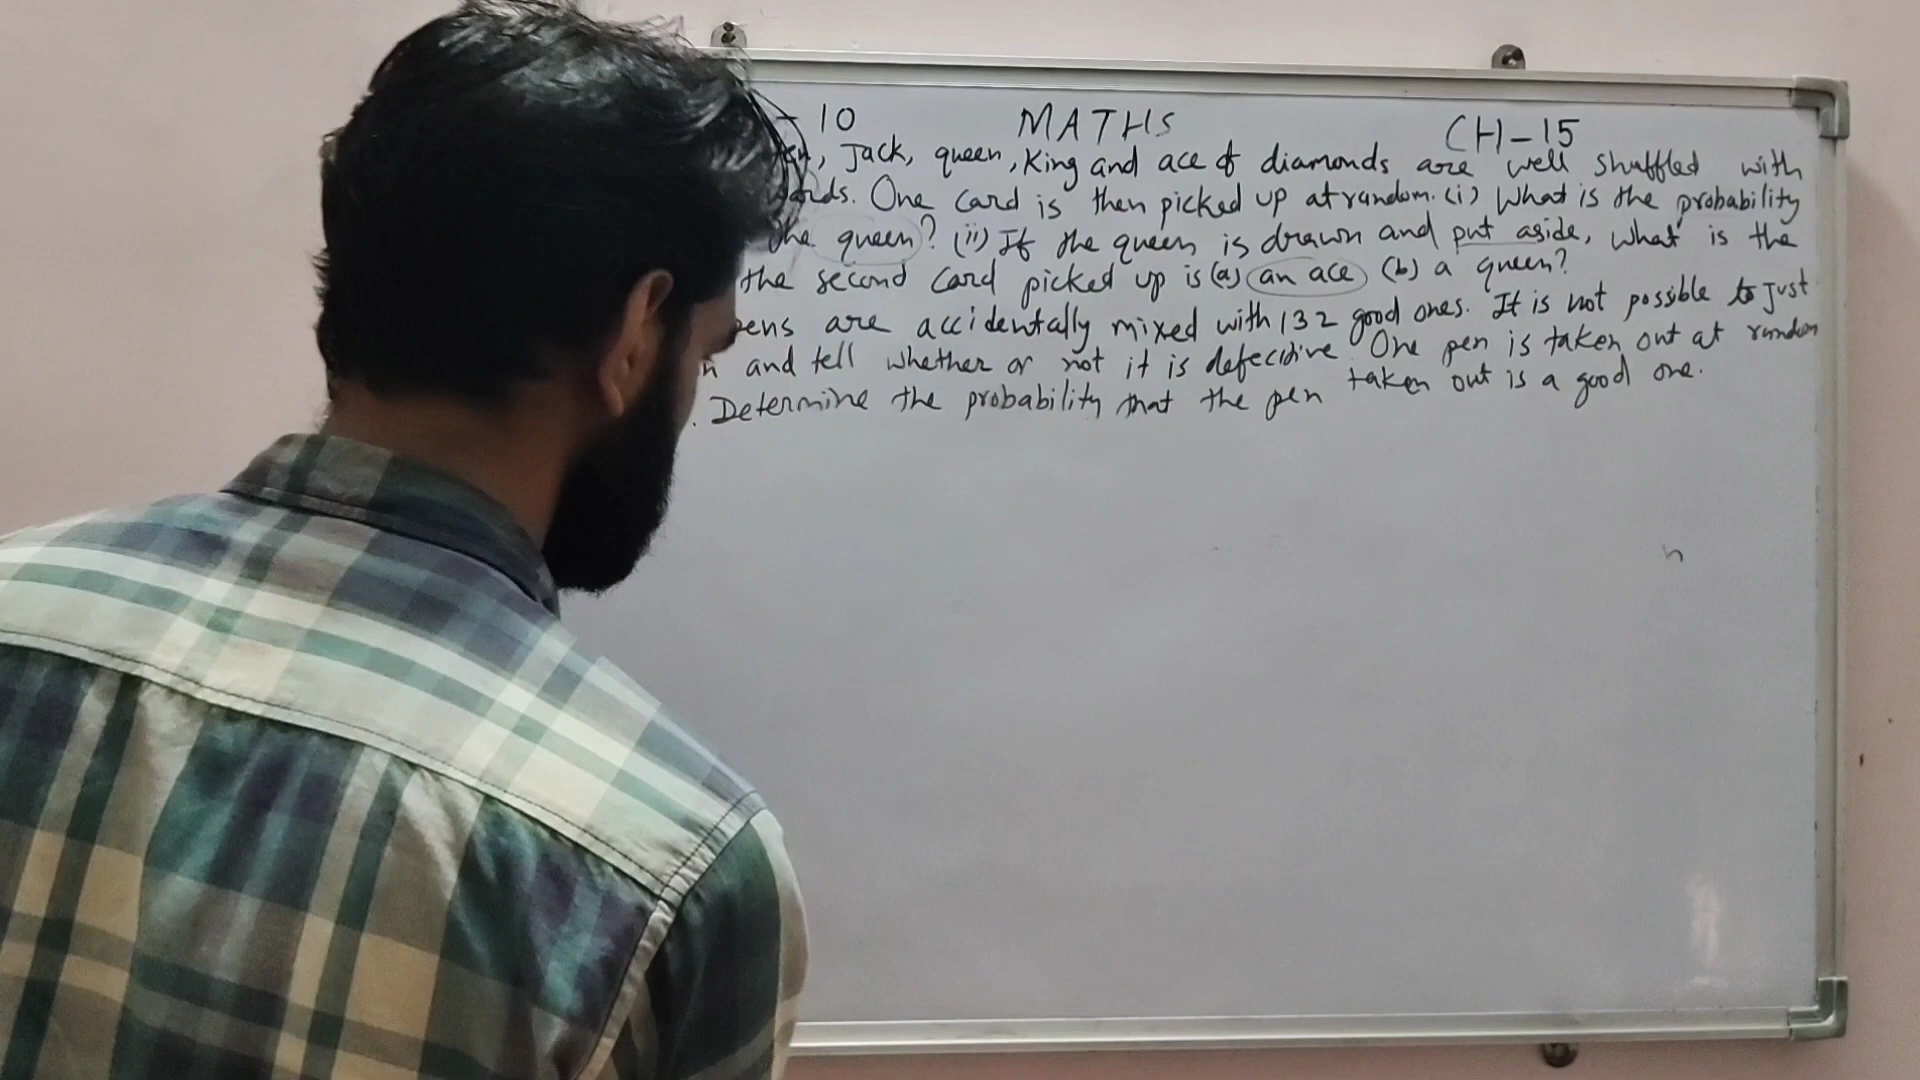 - 10 MATHS CH-15
, Jack, queen, King and ace of diamonds are well shuffled with
cards. One card is then picked up at random. (i) What is the probability
the queen? (ii) If the queen is drawn and put aside, what is the
the second card picked up is (a) an ace (b) a queen?
pens are accidentally mixed with 132 good ones. It is not possible to just
n and tell whether or not it is defecitive. One pen is taken out at random
. Determine the probability that the pen taken out is a good one.
n